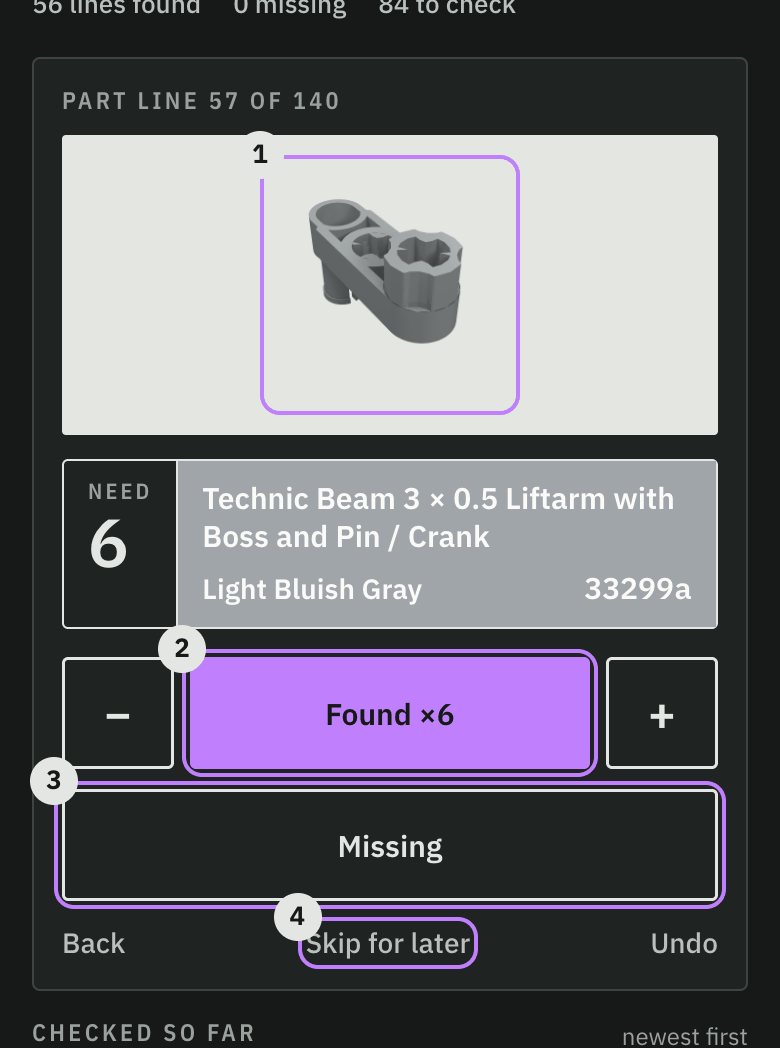 56 lines found 0 missing 84 to check
PART LINE 57 OF 140
1
NEED
6
Technic Beam 3 × 0.5 Liftarm with
Boss and Pin / Crank
Light Bluish Gray 33299a
2
− Found ×6 +
3
Missing
4
Back Skip for later Undo
CHECKED SO FAR newest first